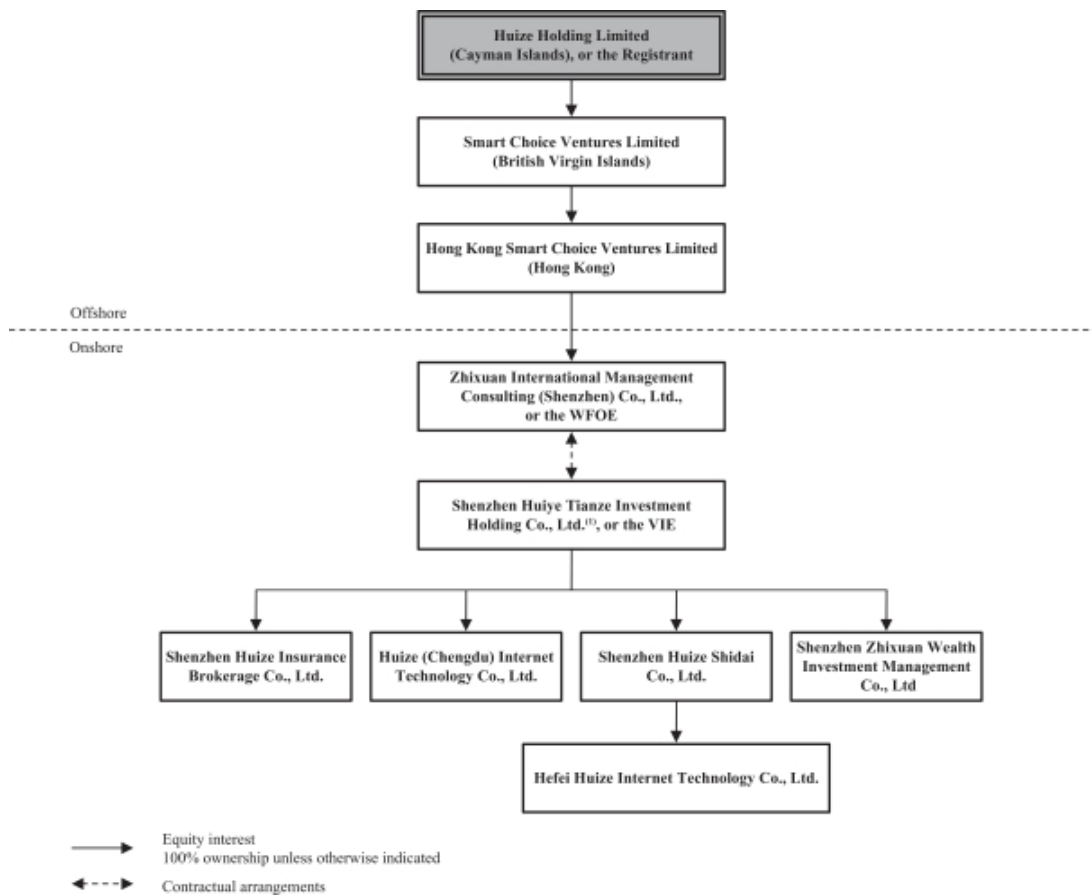 Huize Holding Limited
(Cayman Islands), or the Registrant
Smart Choice Ventures Limited
(British Virgin Islands)
Hong Kong Smart Choice Ventures Limited
(Hong Kong)
Offshore
Onshore
Zhixuan International Management
Consulting (Shenzhen) Co., Ltd.,
or the WFOE
Shenzhen Huiye Tianze Investment
Holding Co., Ltd.(1), or the VIE
Shenzhen Huize Insurance
Brokerage Co., Ltd.
Huize (Chengdu) Internet
Technology Co., Ltd.
Shenzhen Huize Shidai
Co., Ltd.
Shenzhen Zhixuan Wealth
Investment Management
Co., Ltd
Hefei Huize Internet Technology Co., Ltd.
Equity interest
100% ownership unless otherwise indicated
Contractual arrangements